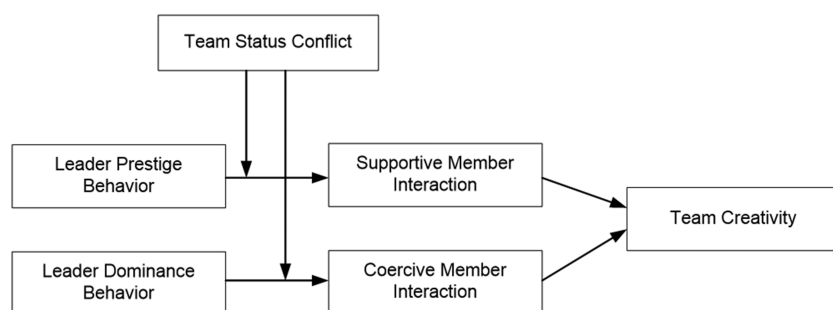 Team Status Conflict
Leader Prestige
Behavior
Supportive Member
Interaction
Team Creativity
Leader Dominance
Behavior
Coercive Member
Interaction